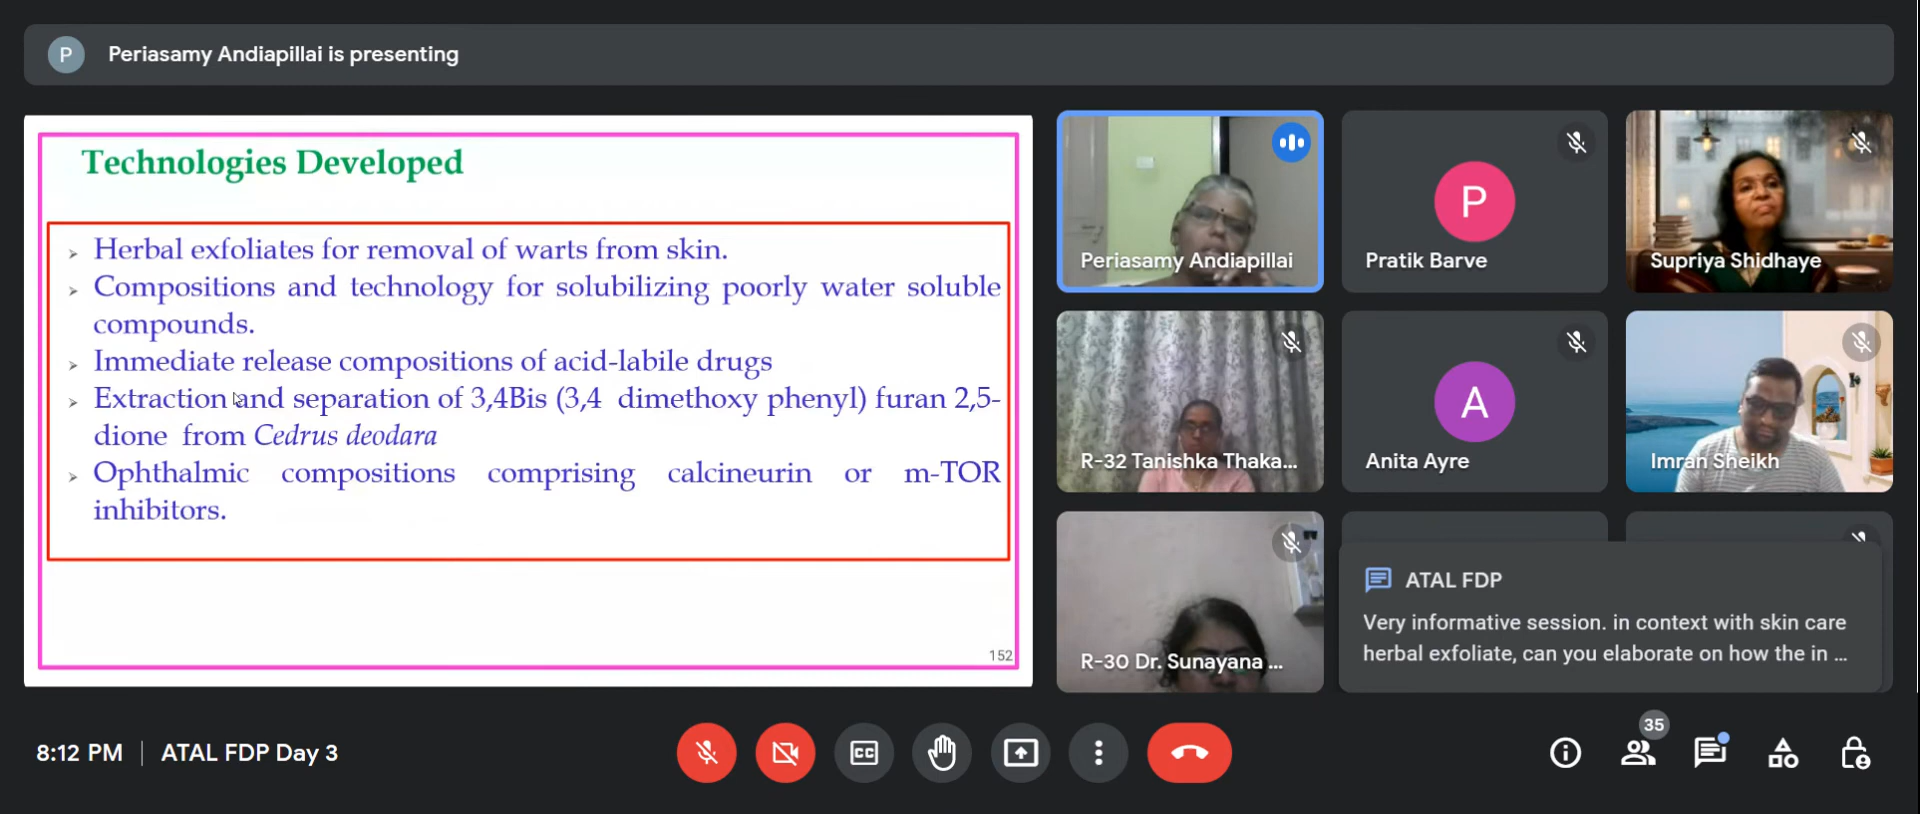 P
Periasamy Andiapillai is presenting
Technologies Developed
Herbal exfoliates for removal of warts from skin.
Compositions and technology for solubilizing poorly water soluble
compounds.
Immediate release compositions of acid-labile drugs
Extraction and separation of 3,4Bis (3,4 dimethoxy phenyl) furan 2,5-
dione from Cedrus deodara
Ophthalmic compositions comprising calcineurin or m-TOR
inhibitors.
152
Periasamy Andiapillai
P
Pratik Barve
Supriya Shidhaye
R-32 Tanishka Thaka...
A
Anita Ayre
Imran Sheikh
R-30 Dr. Sunayana ...
ATAL FDP
Very informative session. in context with skin care
herbal exfoliate, can you elaborate on how the in ...
8:12 PM | ATAL FDP Day 3
CC
35